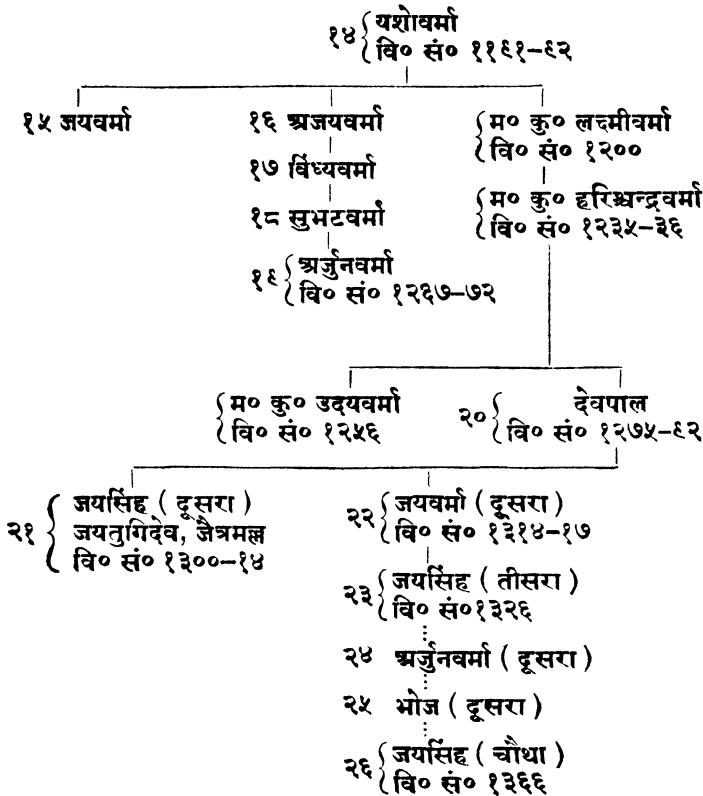 १४ यशोवर्मा
वि० सं० ११९१-९२
१५ जयवर्मा
१६ अजयवर्मा
म० कु० लक्ष्मीवर्मा
वि० सं० १२००
१७ विंध्यवर्मा
म० कु० हरिश्चन्द्रवर्मा
वि० सं० १२३५-३६
१८ सुभटवर्मा
१९ अर्जुनवर्मा
वि० सं० १२६७-७२
म० कु० उदयवर्मा
वि० सं० १२५६
२० देवपाल
वि० सं० १२७५-९२
२१ जयसिंह ( दूसरा )
जयतुगिदेव, जैत्रमल्ल
वि० सं० १३००-१४
२२ जयवर्मा ( दूसरा )
वि० सं० १३१४-१७
२३ जयसिंह ( तीसरा )
वि० सं०१३२६
२४ अर्जुनवर्मा ( दूसरा )
२५ भोज ( दूसरा )
२६ जयसिंह ( चौथा )
वि० सं० १३६६